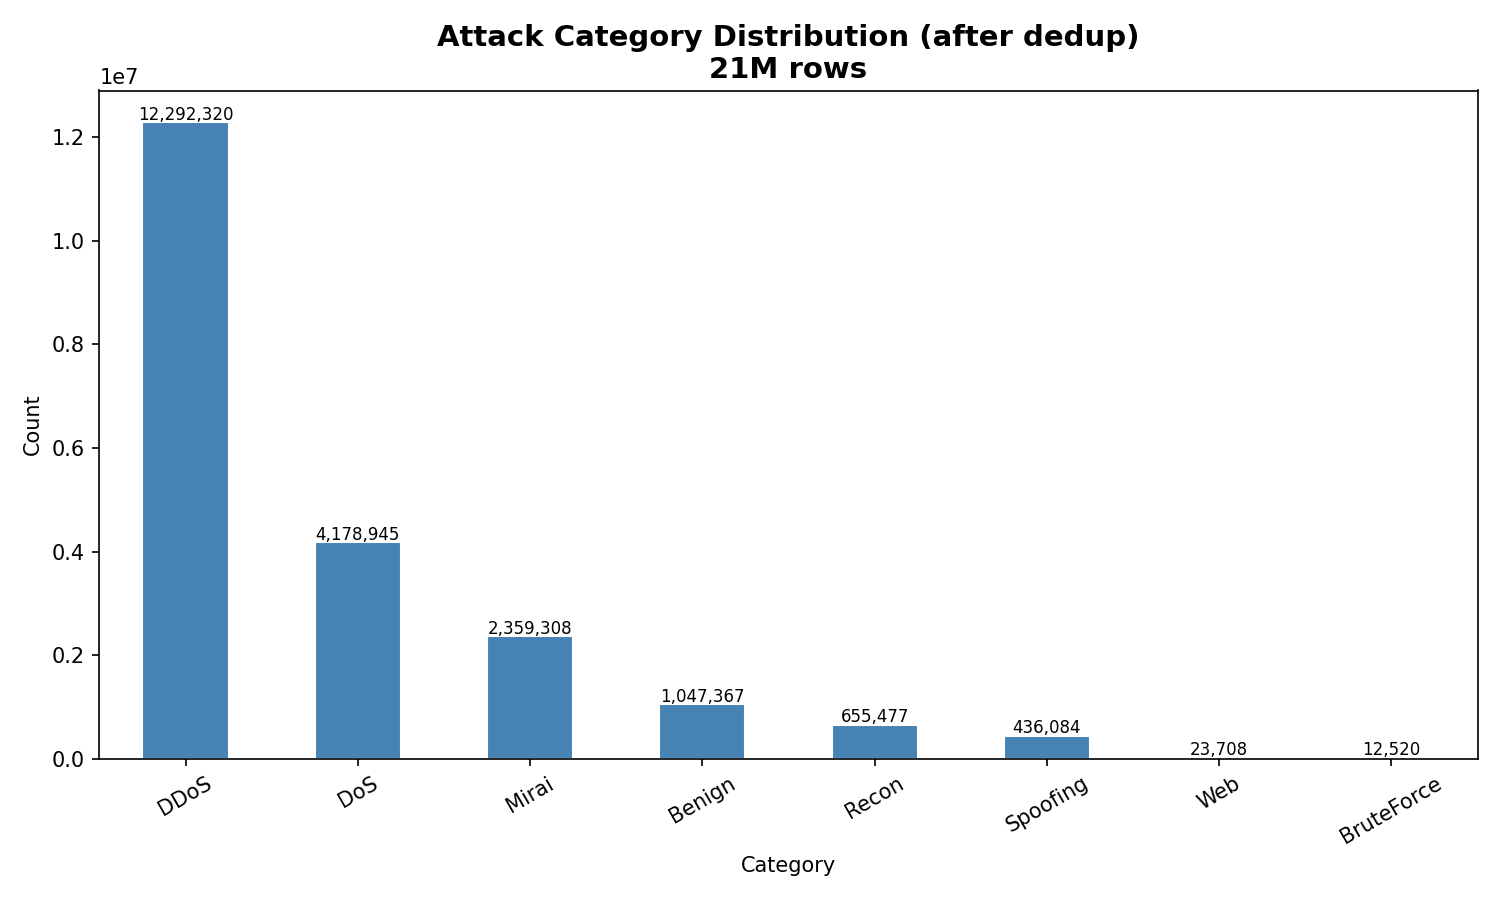 Attack Category Distribution (after dedup)
21M rows
1e7
12,292,320
1.2
1.0
0.8
Count
0.6
4,178,945
0.4
2,359,308
0.2
1,047,367
655,477
436,084
23,708
12,520
0.0
DDoS
DoS
Mirai
Benign
Recon
Spoofing
Web
BruteForce
Category